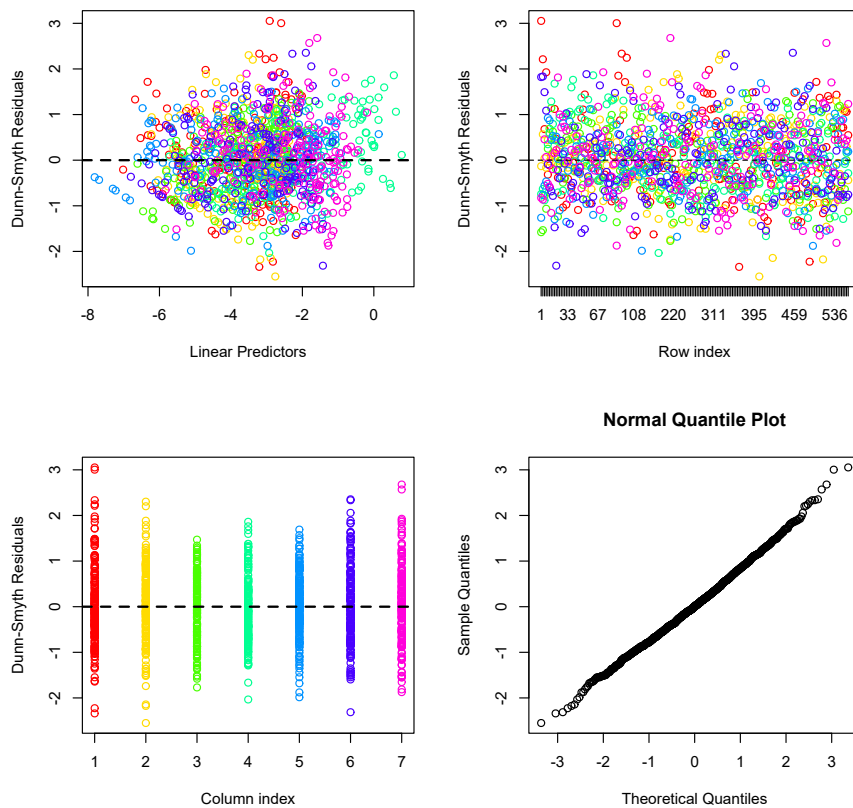 3
2
1
0
-1
-2
Dunn-Smyth Residuals
-8 -6 -4 -2 0
Linear Predictors
3
2
1
0
-1
-2
Dunn-Smyth Residuals
1 33 67 108 220 311 395 459 536
Row index
3
2
1
0
-1
-2
Dunn-Smyth Residuals
1 2 3 4 5 6 7
Column index
Normal Quantile Plot
3
2
1
0
-1
-2
Sample Quantiles
-3 -2 -1 0 1 2 3
Theoretical Quantiles